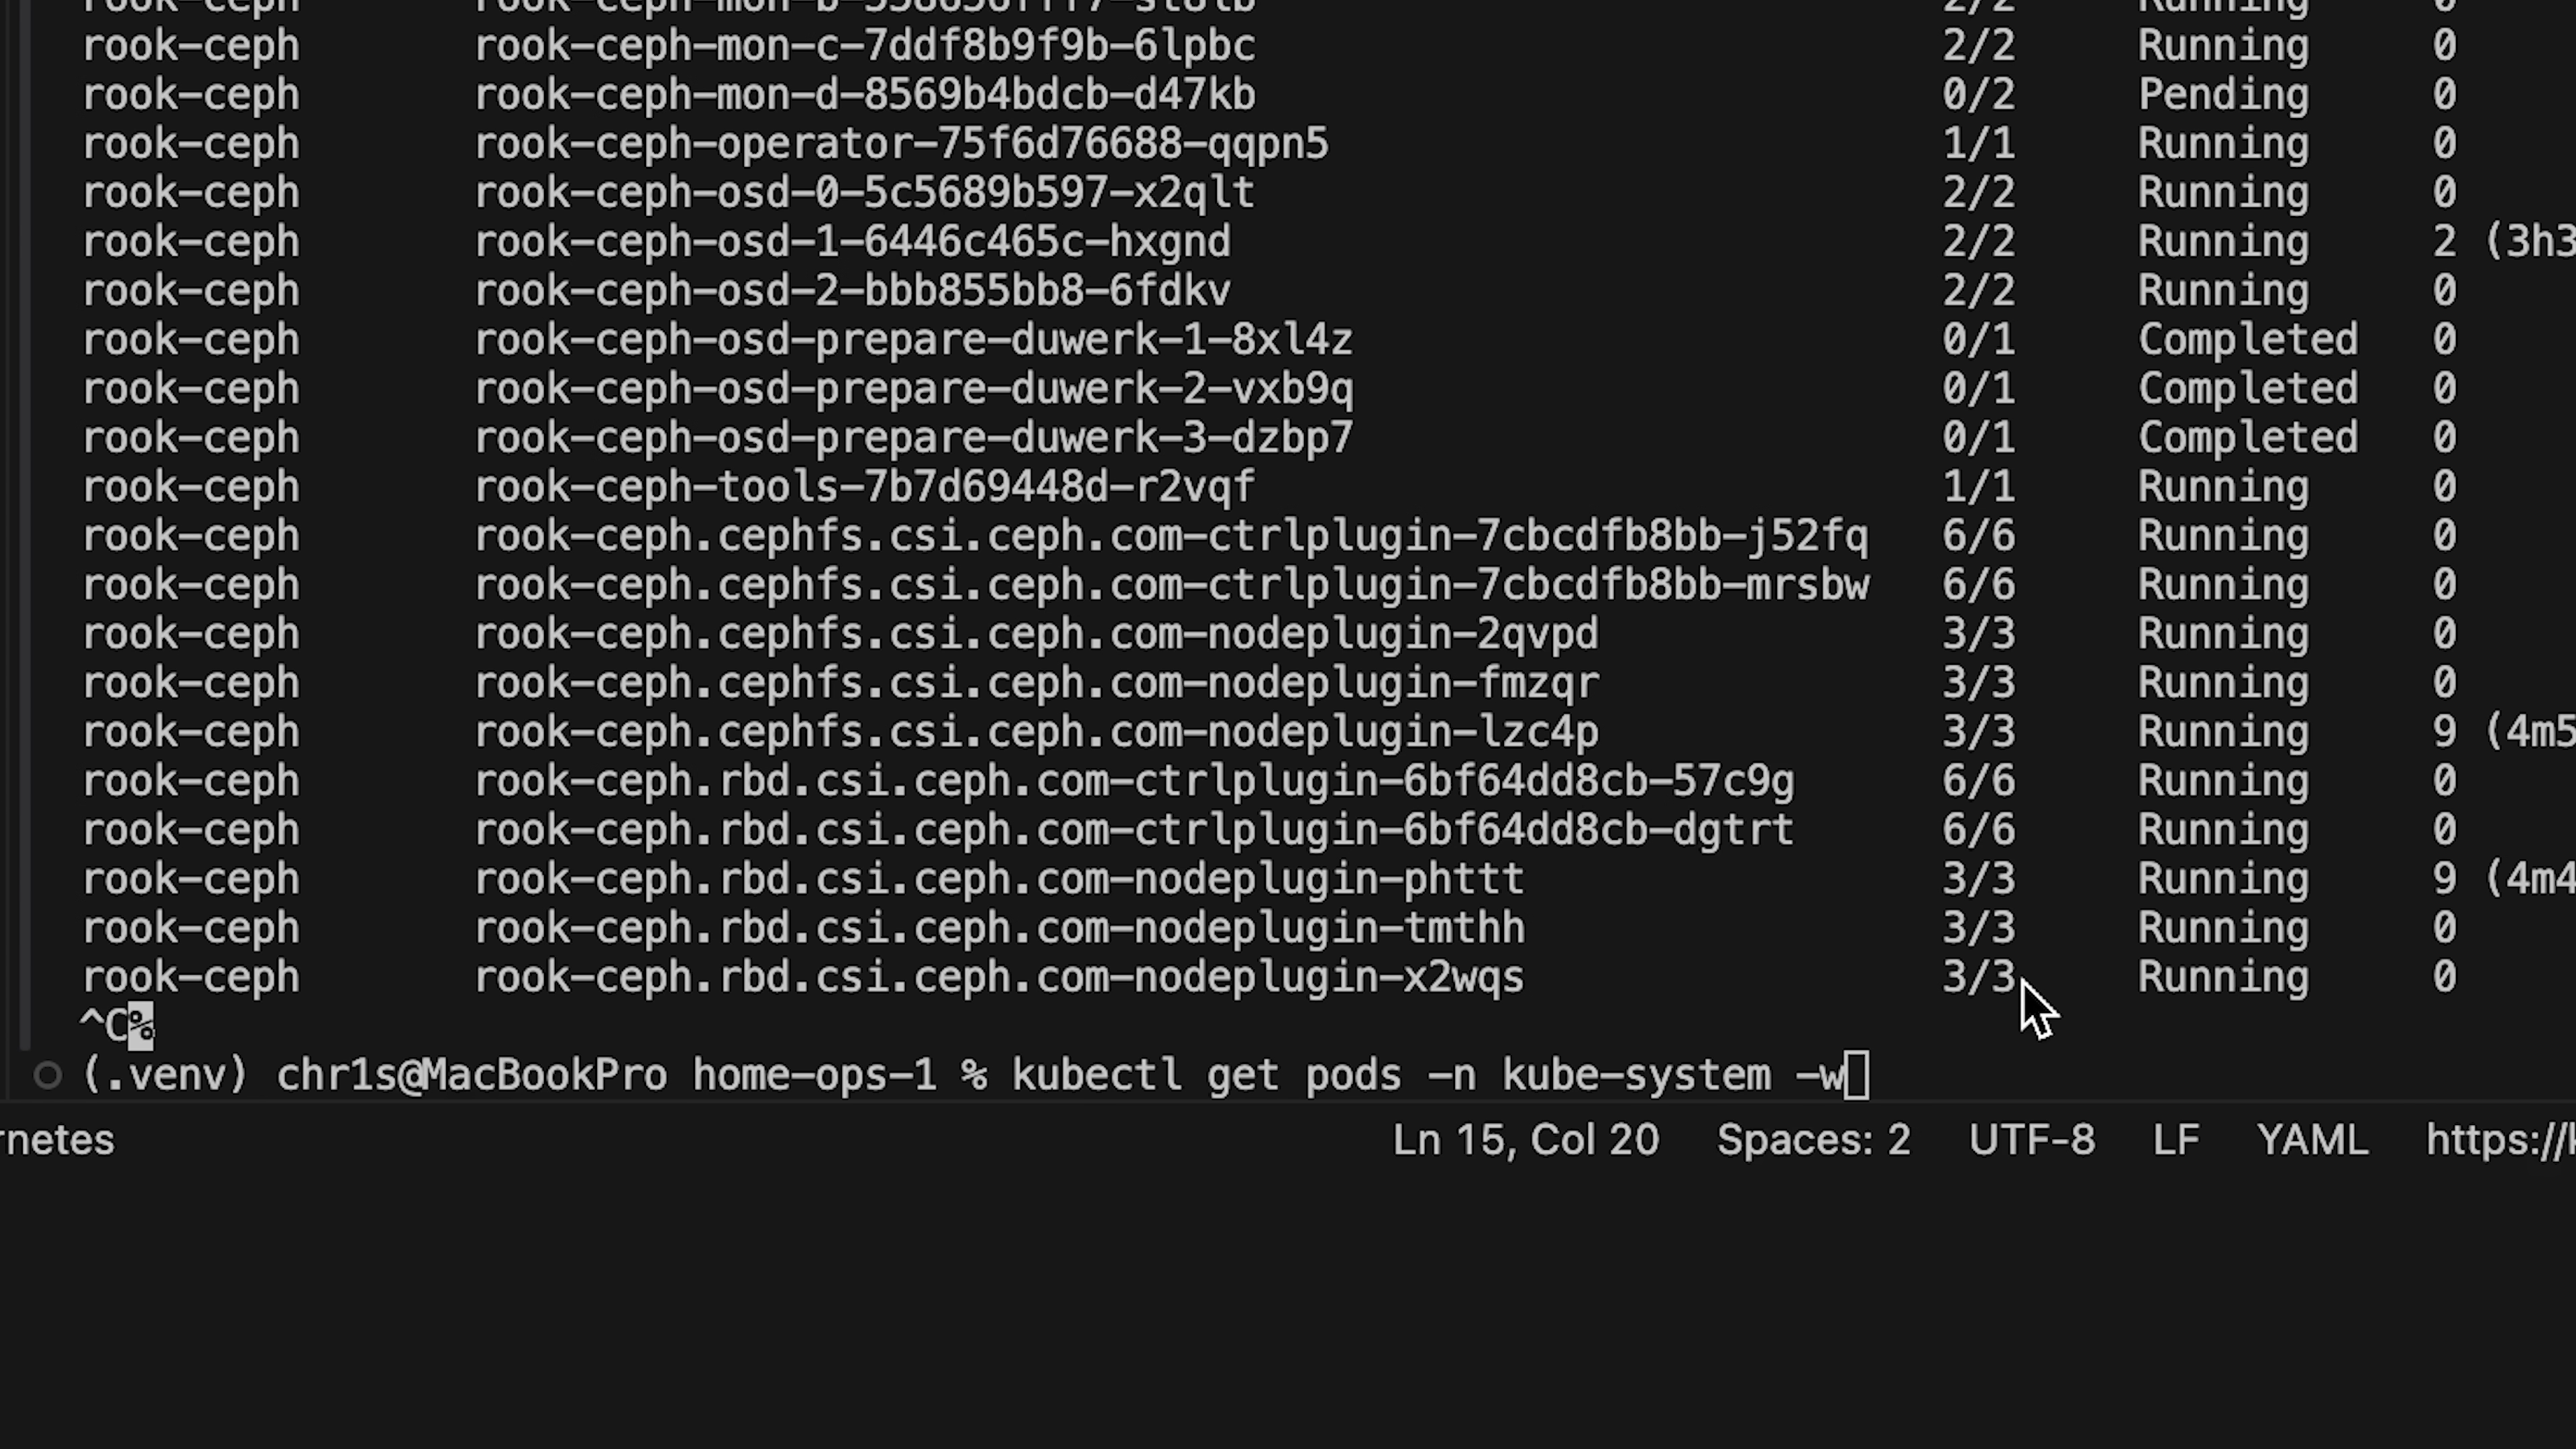 rook-ceph rook-ceph-mon-c-7ddf8b9f9b-6lpbc 2/2 Running 0
rook-ceph rook-ceph-mon-d-8569b4bdcb-d47kb 0/2 Pending 0
rook-ceph rook-ceph-operator-75f6d76688-qqpn5 1/1 Running 0
rook-ceph rook-ceph-osd-0-5c5689b597-x2qlt 2/2 Running 0
rook-ceph rook-ceph-osd-1-6446c465c-hxgnd 2/2 Running 2 (3h3
rook-ceph rook-ceph-osd-2-bbb855bb8-6fdkv 2/2 Running 0
rook-ceph rook-ceph-osd-prepare-duwerk-1-8xl4z 0/1 Completed 0
rook-ceph rook-ceph-osd-prepare-duwerk-2-vxb9q 0/1 Completed 0
rook-ceph rook-ceph-osd-prepare-duwerk-3-dzbp7 0/1 Completed 0
rook-ceph rook-ceph-tools-7b7d69448d-r2vqf 1/1 Running 0
rook-ceph rook-ceph.cephfs.csi.ceph.com-ctrlplugin-7cbcdfb8bb-j52fq 6/6 Running 0
rook-ceph rook-ceph.cephfs.csi.ceph.com-ctrlplugin-7cbcdfb8bb-mrsbw 6/6 Running 0
rook-ceph rook-ceph.cephfs.csi.ceph.com-nodeplugin-2qvpd 3/3 Running 0
rook-ceph rook-ceph.cephfs.csi.ceph.com-nodeplugin-fmzqr 3/3 Running 0
rook-ceph rook-ceph.cephfs.csi.ceph.com-nodeplugin-lzc4p 3/3 Running 9 (4m5
rook-ceph rook-ceph.rbd.csi.ceph.com-ctrlplugin-6bf64dd8cb-57c9g 6/6 Running 0
rook-ceph rook-ceph.rbd.csi.ceph.com-ctrlplugin-6bf64dd8cb-dgtrt 6/6 Running 0
rook-ceph rook-ceph.rbd.csi.ceph.com-nodeplugin-phttt 3/3 Running 9 (4m4
rook-ceph rook-ceph.rbd.csi.ceph.com-nodeplugin-tmthh 3/3 Running 0
rook-ceph rook-ceph.rbd.csi.ceph.com-nodeplugin-x2wqs 3/3 Running 0
^C%
(.venv) chr1s@MacBookPro home-ops-1 % kubectl get pods -n kube-system -w
rnetes Ln 15, Col 20 Spaces: 2 UTF-8 LF YAML https://k